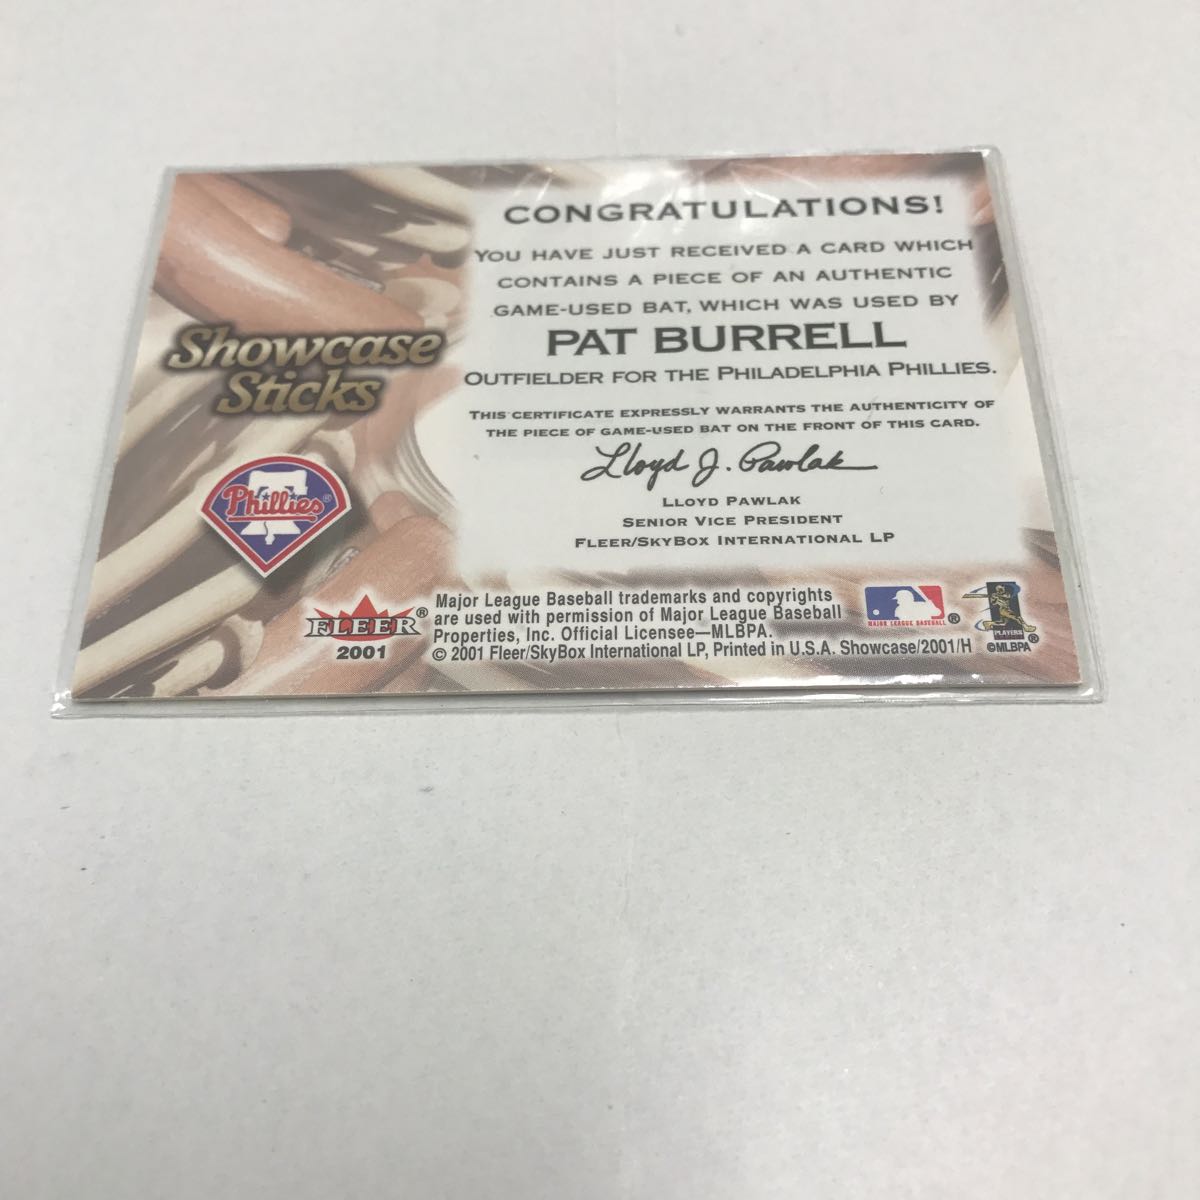 CONGRATULATIONS!
YOU HAVE JUST RECEIVED A CARD WHICH
CONTAINS A PIECE OF AN AUTHENTIC
GAME-USED BAT, WHICH WAS USED BY
PAT BURRELL
OUTFIELDER FOR THE PHILADELPHIA PHILLIES.
THIS CERTIFICATE EXPRESSLY WARRANTS THE AUTHENTICITY OF
THE PIECE OF GAME-USED BAT ON THE FRONT OF THIS CARD.
Lloyd J. Pawlak
LLOYD PAWLAK
SENIOR VICE PRESIDENT
FLEER/SKYBOX INTERNATIONAL LP
Showcase
Sticks
Phillies®
FLEER®
2001
Major League Baseball trademarks and copyrights
are used with permission of Major League Baseball
Properties, Inc. Official Licensee—MLBPA.
© 2001 Fleer/SkyBox International LP, Printed in U.S.A. Showcase/2001/H
MAJOR LEAGUE BASEBALL®
PLAYERS®
©MLBPA